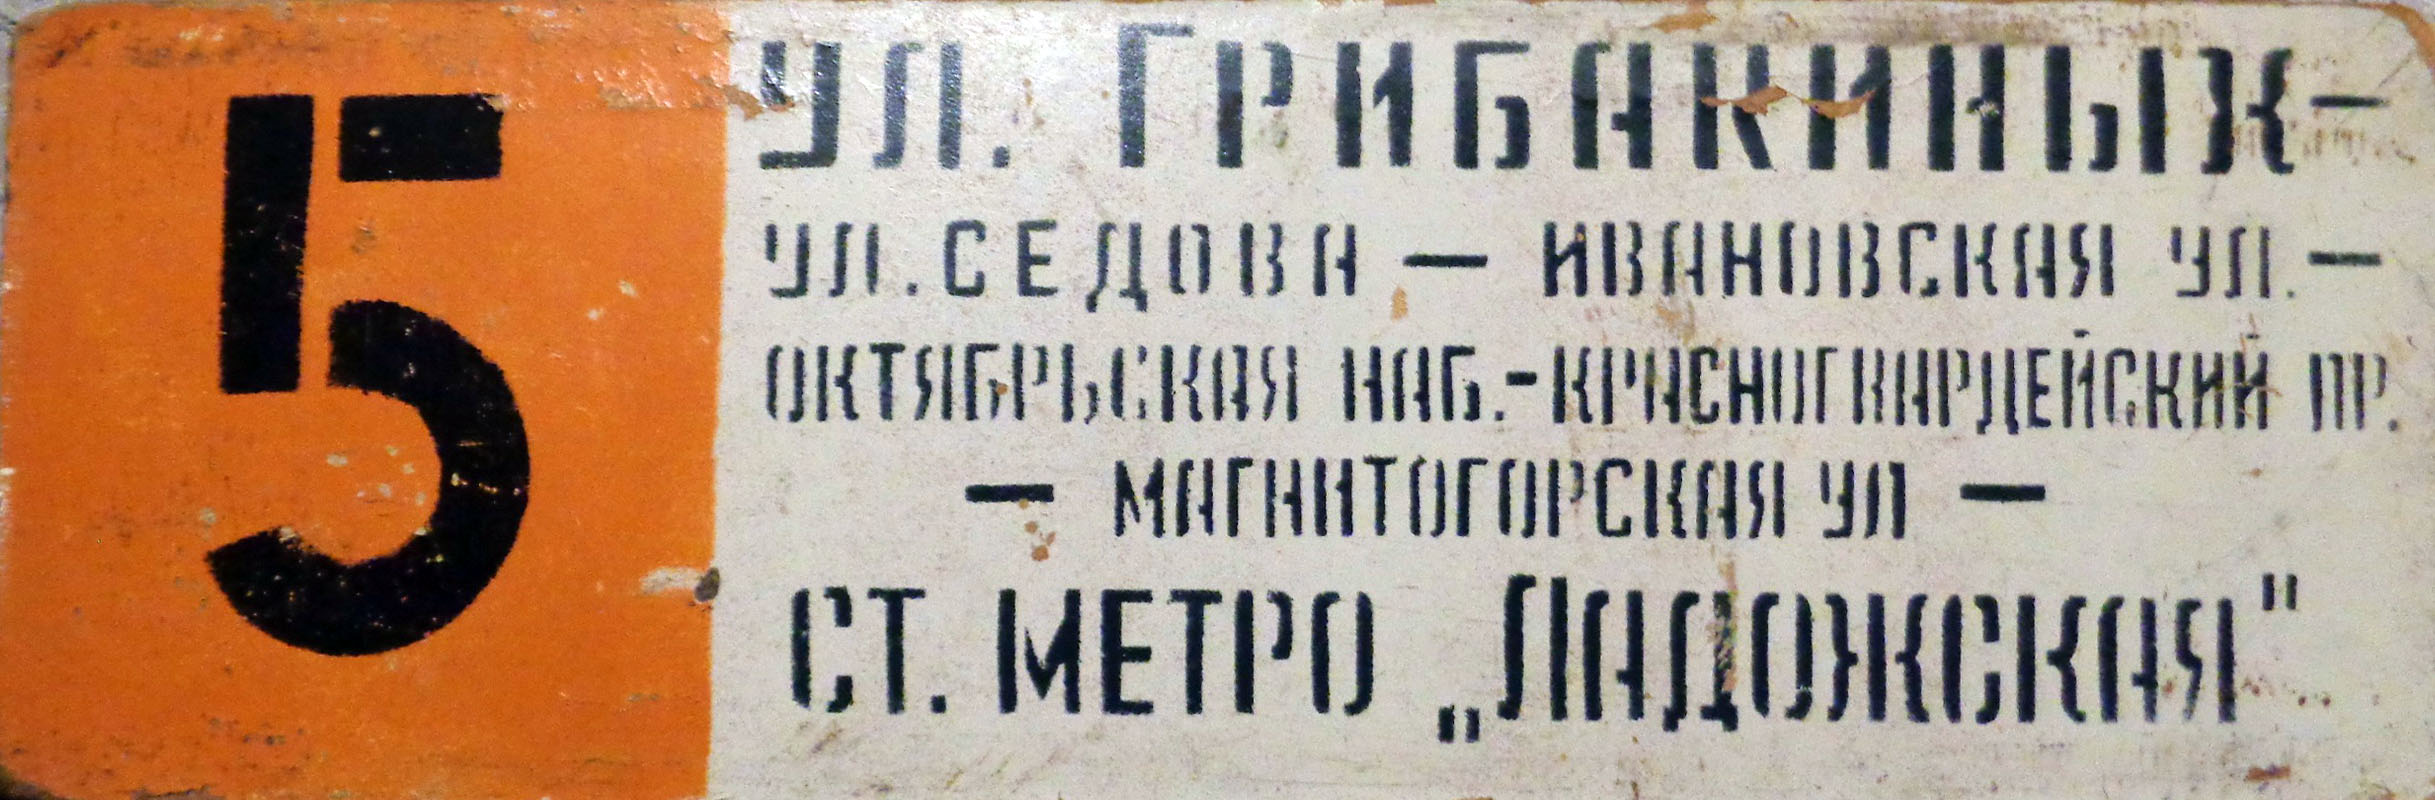 5
УЛ. ГРИБАКИНЫХ –
УЛ. СЕДОВА – ИВАНОВСКАЯ УЛ. –
ОКТЯБРЬСКАЯ НАБ.-КРАСНОГВАРДЕЙСКИЙ ПР.
– МАГНИТОГОРСКАЯ УЛ –
СТ. МЕТРО „ЛАДОЖСКАЯ"